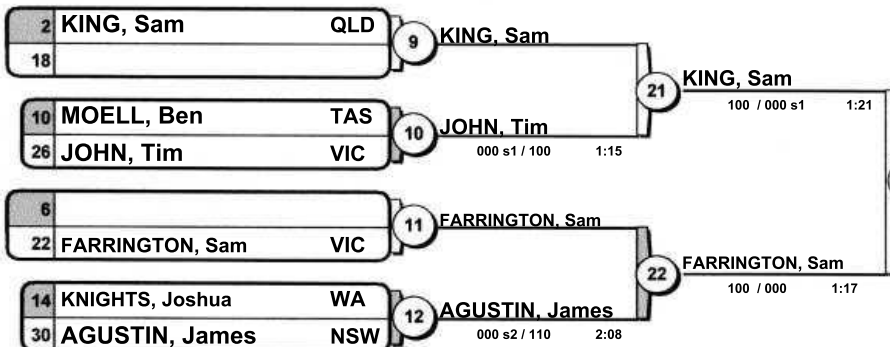 2 KING, Sam QLD
18
9 KING, Sam
10 MOELL, Ben TAS
26 JOHN, Tim VIC
10 JOHN, Tim
000 s1 / 100 1:15
21 KING, Sam
100 / 000 s1 1:21
6
22 FARRINGTON, Sam VIC
11 FARRINGTON, Sam
14 KNIGHTS, Joshua WA
30 AGUSTIN, James NSW
12 AGUSTIN, James
000 s2 / 110 2:08
22 FARRINGTON, Sam
100 / 000 1:17